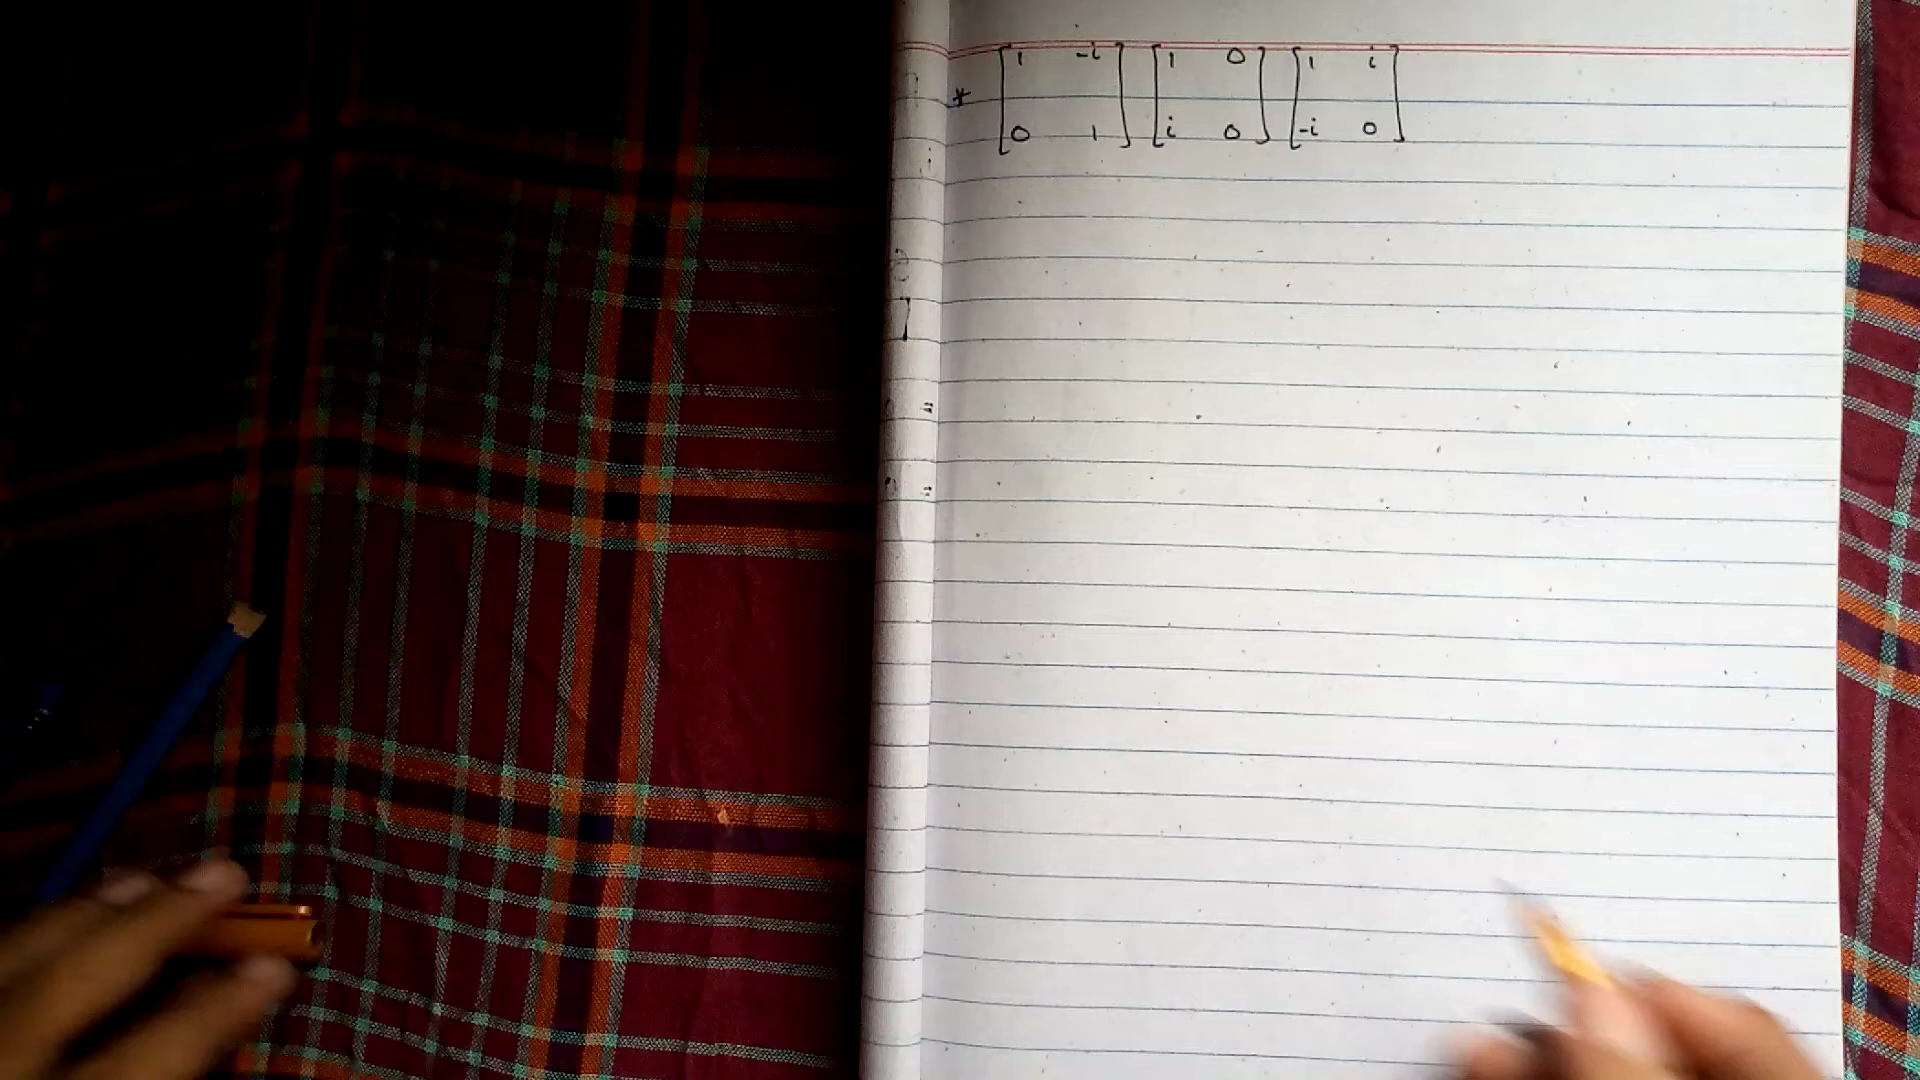 * [1 -i] [1 0] [1 i]
[0 1] [i 0] [-i 0]